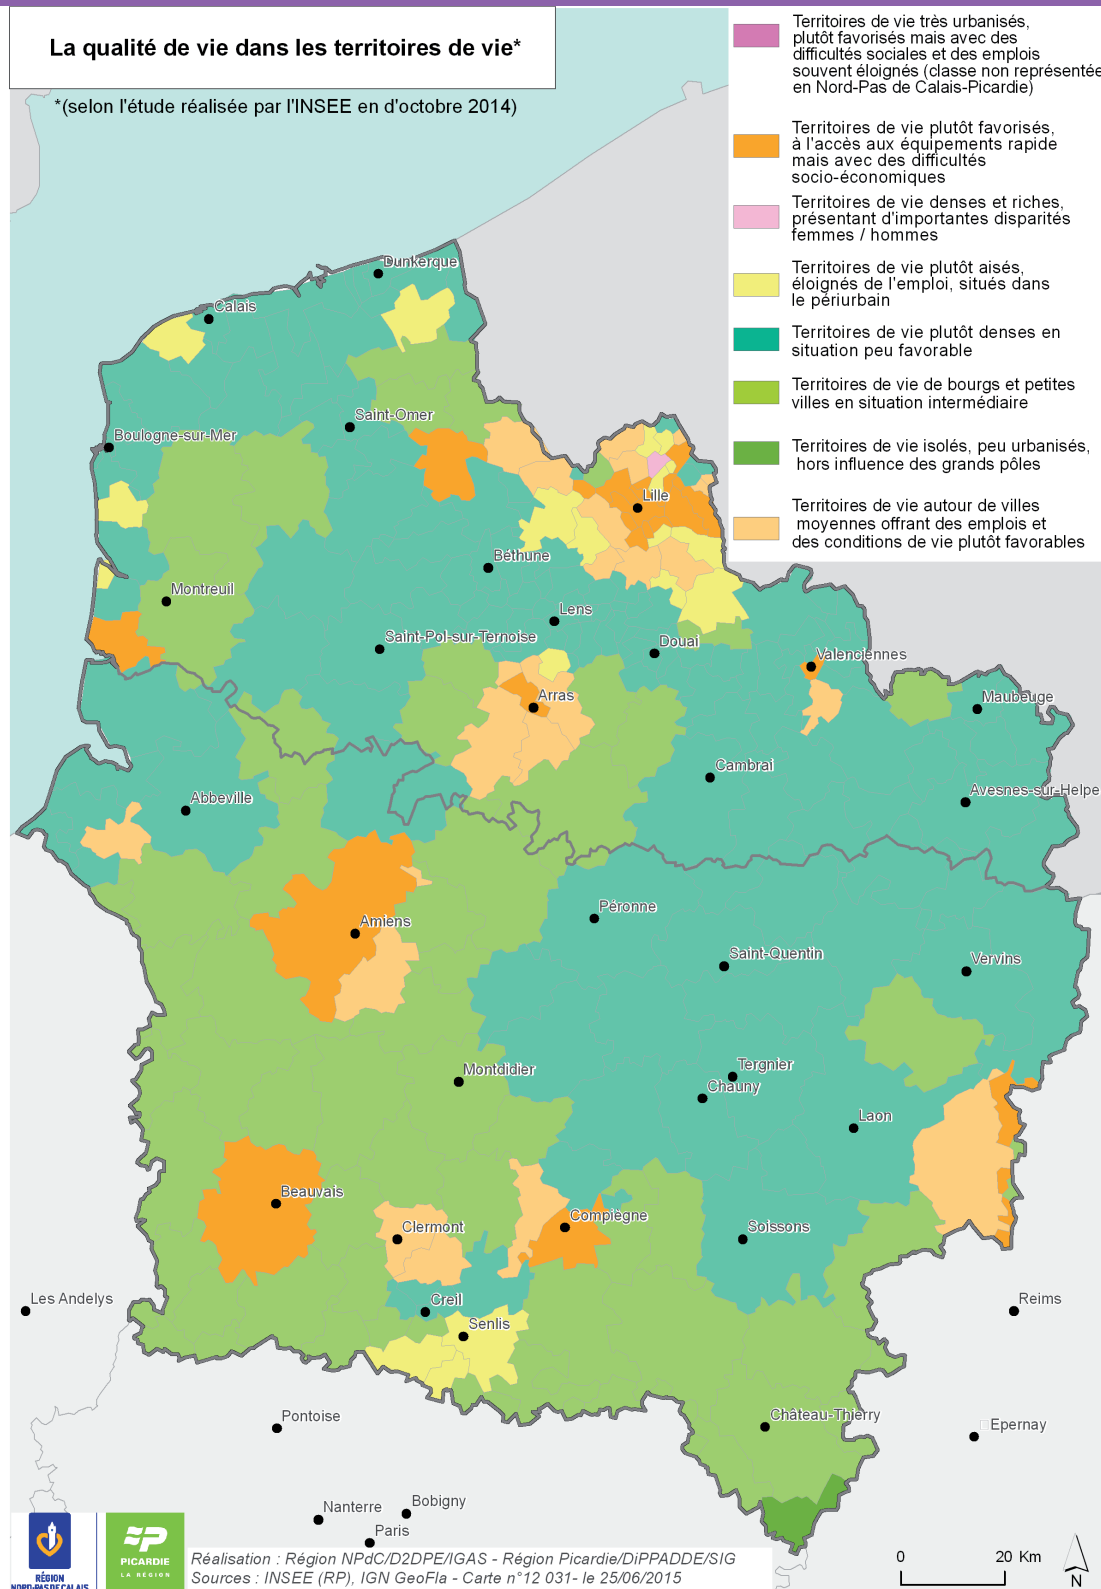 La qualité de vie dans les territoires de vie*
*(selon l'étude réalisée par l'INSEE en d'octobre 2014)
Territoires de vie très urbanisés,
plutôt favorisés mais avec des
difficultés sociales et des emplois
souvent éloignés (classe non représentée
en Nord-Pas de Calais-Picardie)
Territoires de vie plutôt favorisés,
à l'accès aux équipements rapide
mais avec des difficultés
socio-économiques
Territoires de vie denses et riches,
présentant d'importantes disparités
femmes / hommes
Territoires de vie plutôt aisés,
éloignés de l'emploi, situés dans
le périurbain
Territoires de vie plutôt denses en
situation peu favorable
Territoires de vie de bourgs et petites
villes en situation intermédiaire
Territoires de vie isolés, peu urbanisés,
hors influence des grands pôles
Territoires de vie autour de villes
moyennes offrant des emplois et
des conditions de vie plutôt favorables
Dunkerque
Calais
Saint-Omer
Boulogne-sur-Mer
Lille
Béthune
Montreuil
Lens
Saint-Pol-sur-Ternoise
Douai
Valenciennes
Arras
Maubeuge
Cambrai
Avesnes-sur-Helpe
Abbeville
Péronne
Amiens
Saint-Quentin
Vervins
Montdidier
Tergnier
Chauny
Laon
Beauvais
Compiègne
Clermont
Soissons
Les Andelys
Creil
Reims
Senlis
Pontoise
Château-Thierry
Epernay
Nanterre
Bobigny
Paris
RÉGION
NORD-PAS DE CALAIS
PICARDIE
LA RÉGION
Réalisation : Région NPdC/D2DPE/IGAS - Région Picardie/DiPPADDE/SIG
Sources : INSEE (RP), IGN GeoFla - Carte n°12 031- le 25/06/2015
0 20 Km
N